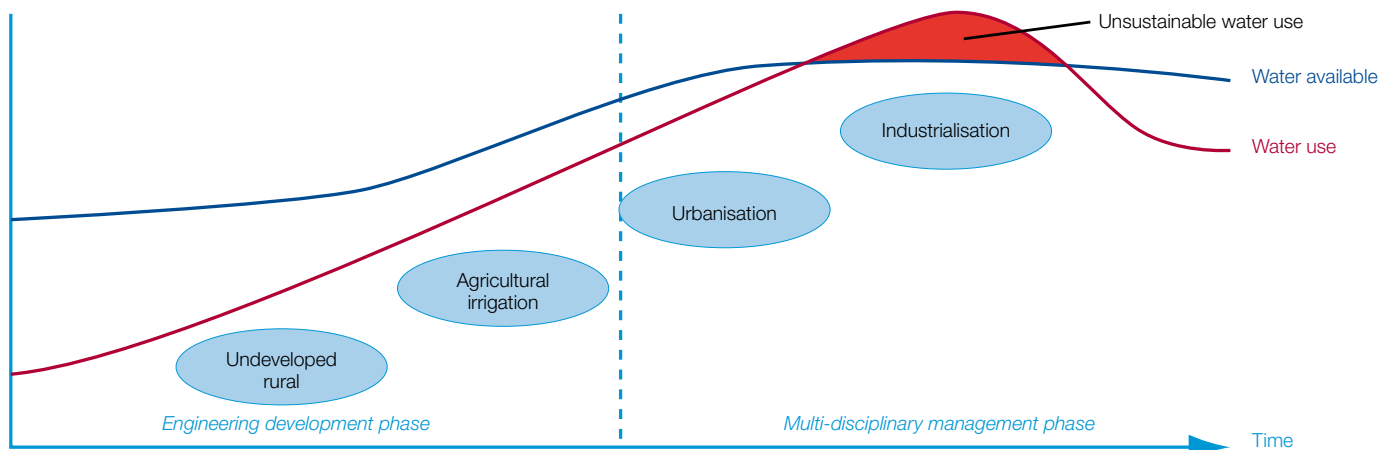 Unsustainable water use
Water available
Industrialisation
Water use
Urbanisation
Agricultural
irrigation
Undeveloped
rural
Engineering development phase
Multi-disciplinary management phase
Time